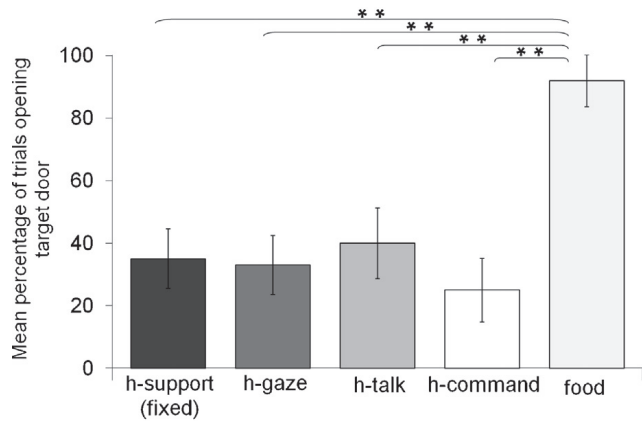 * *
* *
* *
* *
Mean percentage of trials opening
target door
100
80
60
40
20
0
h-support
(fixed)
h-gaze
h-talk
h-command
food